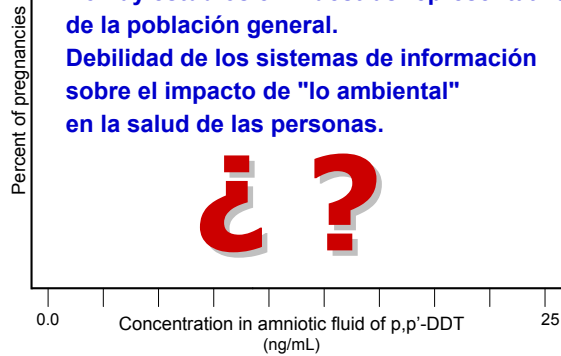 de la población general.
Debilidad de los sistemas de información
sobre el impacto de "lo ambiental"
en la salud de las personas.
¿ ?
Percent of pregnancies
0.0
25
Concentration in amniotic fluid of p,p'-DDT
(ng/mL)